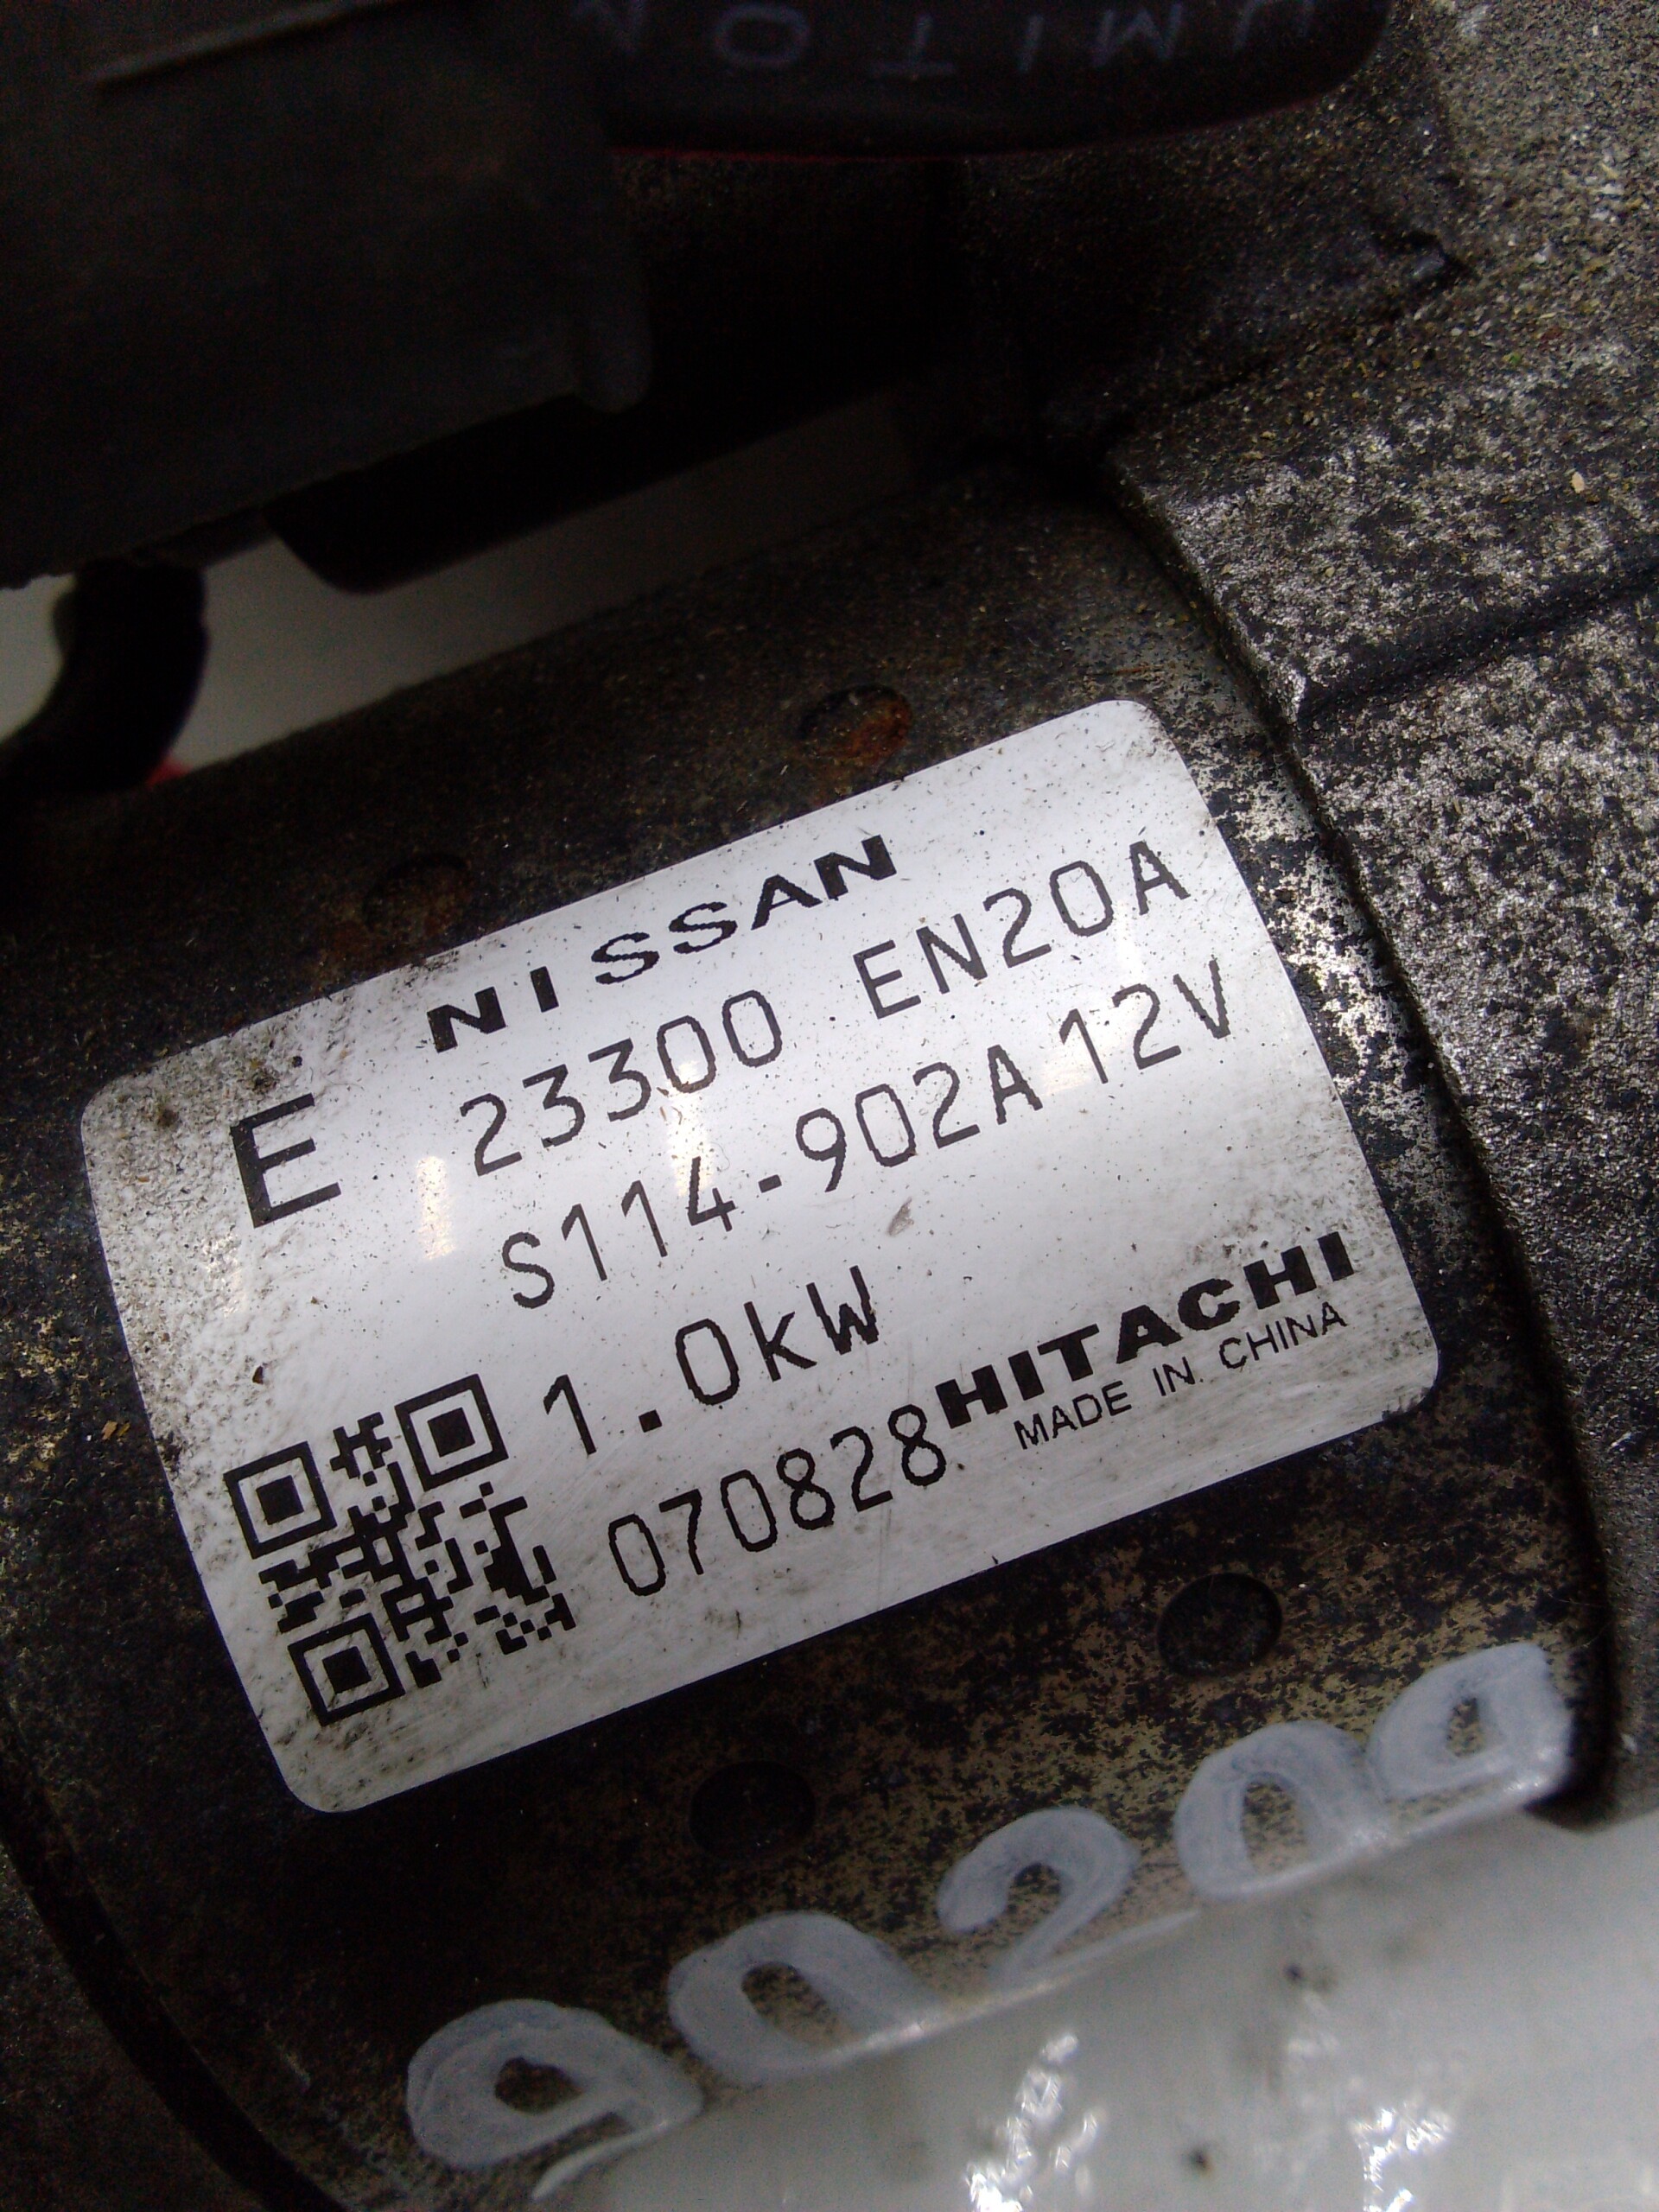 NISSAN
E 23300 EN20A
S114-902A 12V
1.0kW
070828 HITACHI
MADE IN CHINA